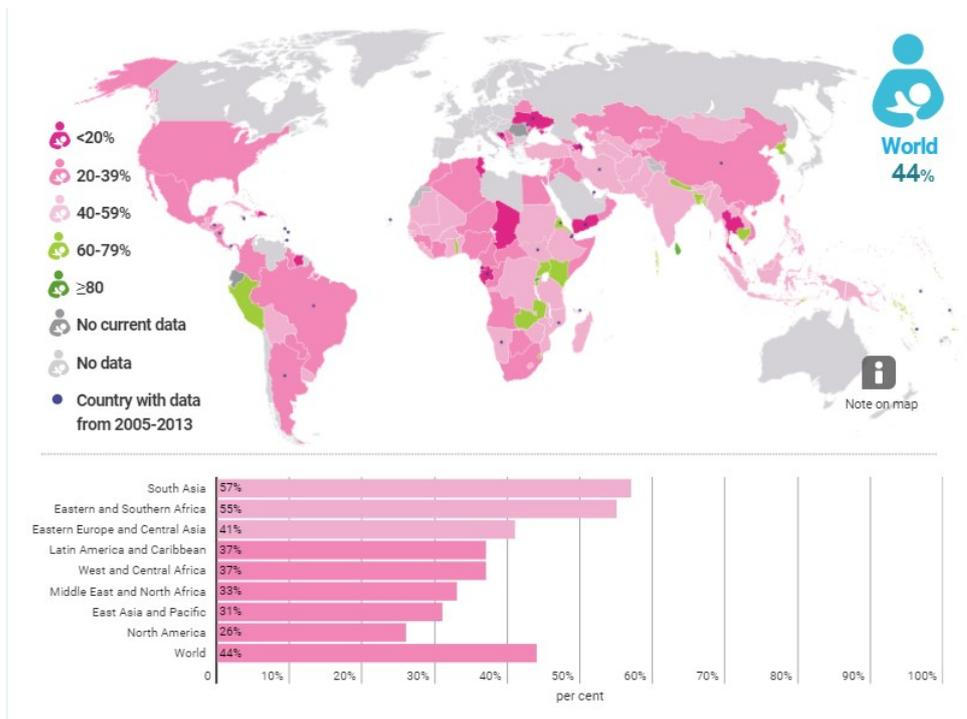 <20%
20-39%
40-59%
60-79%
≥80
No current data
No data
Country with data
from 2005-2013
World
44%
Note on map
South Asia 57%
Eastern and Southern Africa 55%
Eastern Europe and Central Asia 41%
Latin America and Caribbean 37%
West and Central Africa 37%
Middle East and North Africa 33%
East Asia and Pacific 31%
North America 26%
World 44%
0 10% 20% 30% 40% 50% 60% 70% 80% 90% 100%
per cent